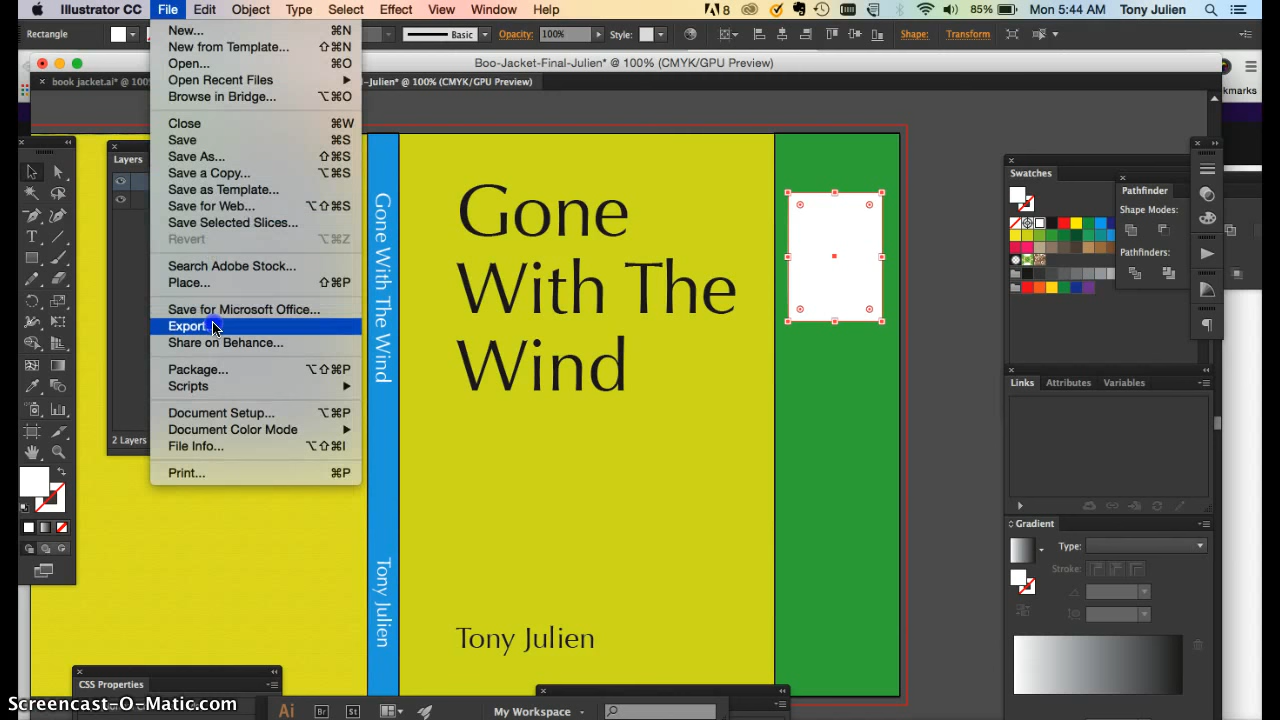 Illustrator CC File Edit Object Type Select Effect View Window Help 8 85% Mon 5:44 AM Tony Julien
Rectangle Basic Opacity: 100% Style: Shape: Transform
Boo-Jacket-Final-Julien* @ 100% (CMYK/GPU Preview)
book jacket.ai* @ 100% -Julien* @ 100% (CMYK/GPU Preview)
kmarks
New... ⌘N
New from Template... ⇧⌘N
Open... ⌘O
Open Recent Files
Browse in Bridge... ⌥⌘O
Close ⌘W
Save ⌘S
Save As... ⇧⌘S
Save a Copy... ⌥⌘S
Save as Template...
Save for Web... ⌥⇧⌘S
Save Selected Slices...
Revert ⌥⌘Z
Search Adobe Stock...
Place... ⇧⌘P
Save for Microsoft Office...
Export...
Share on Behance...
Package... ⌥⇧⌘P
Scripts
Document Setup... ⌥⌘P
Document Color Mode
File Info... ⌥⇧⌘I
Print... ⌘P
Layers
2 Layers
Gone With The Wind
Tony Julien
Gone
With The
Wind
Tony Julien
Swatches
Pathfinder
Shape Modes:
Pathfinders:
Links Attributes Variables
Gradient
Type:
Stroke:
Angle
CSS Properties
Ai Br St My Workspace
Screencast-O-Matic.com